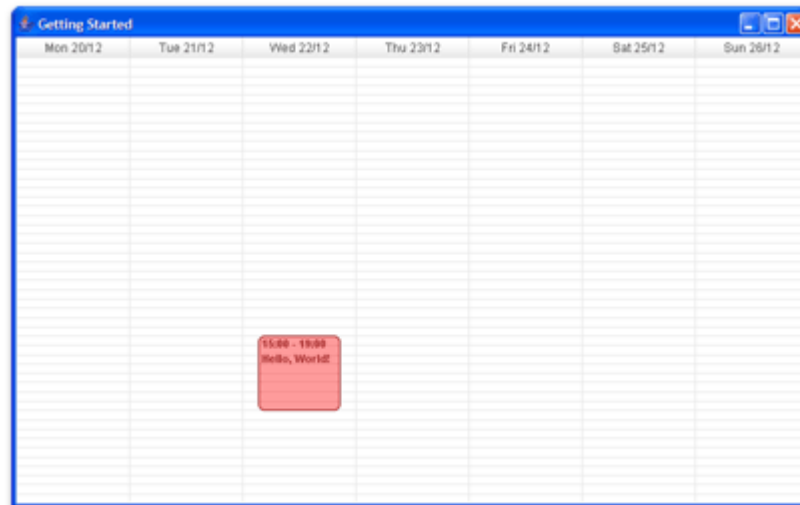 Getting Started
Mon 20/12 Tue 21/12 Wed 22/12 Thu 23/12 Fri 24/12 Sat 25/12 Sun 26/12
15:00 - 19:00
Hello, World!